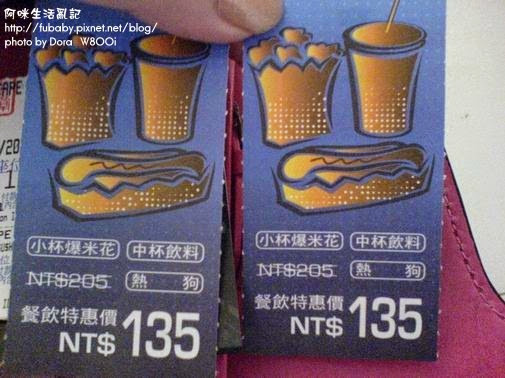 阿咪生活亂記
http://fubaby.pixnet.net/blog/
photo by Dora W800i
小杯爆米花 中杯飲料
NT$205 熱狗
餐飲特惠價
NT$ 135
小杯爆米花 中杯飲料
NT$205 熱狗
餐飲特惠價
NT$ 135